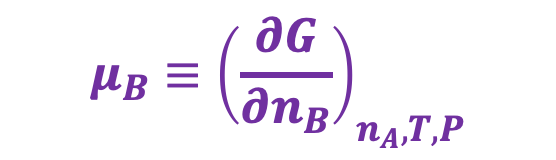 μ_B ≡ (∂G/∂n_B)_{n_A,T,P}